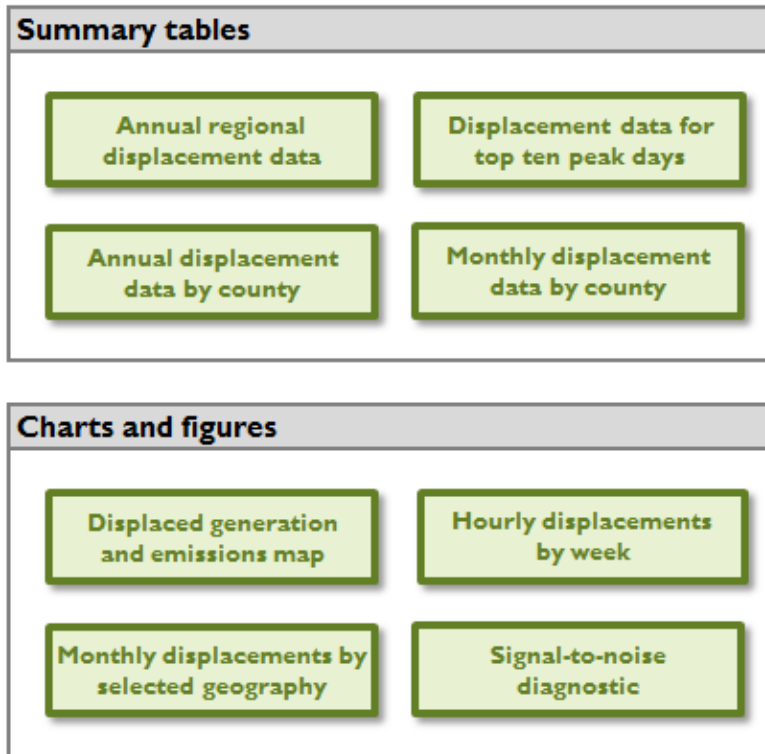 Summary tables
Annual regional
displacement data
Displacement data for
top ten peak days
Annual displacement
data by county
Monthly displacement
data by county
Charts and figures
Displaced generation
and emissions map
Hourly displacements
by week
Monthly displacements by
selected geography
Signal-to-noise
diagnostic